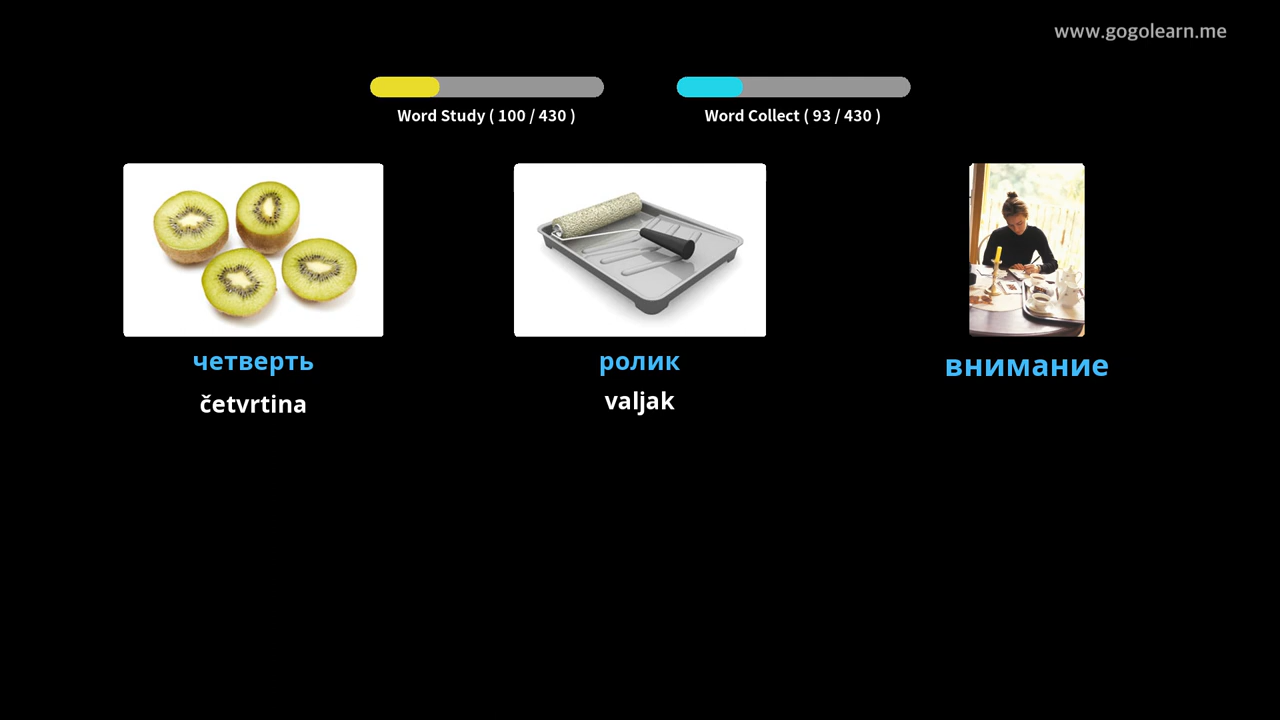 www.gogolearn.me
Word Study ( 100 / 430 )
Word Collect ( 93 / 430 )
четверть
četvrtina
ролик
valjak
внимание